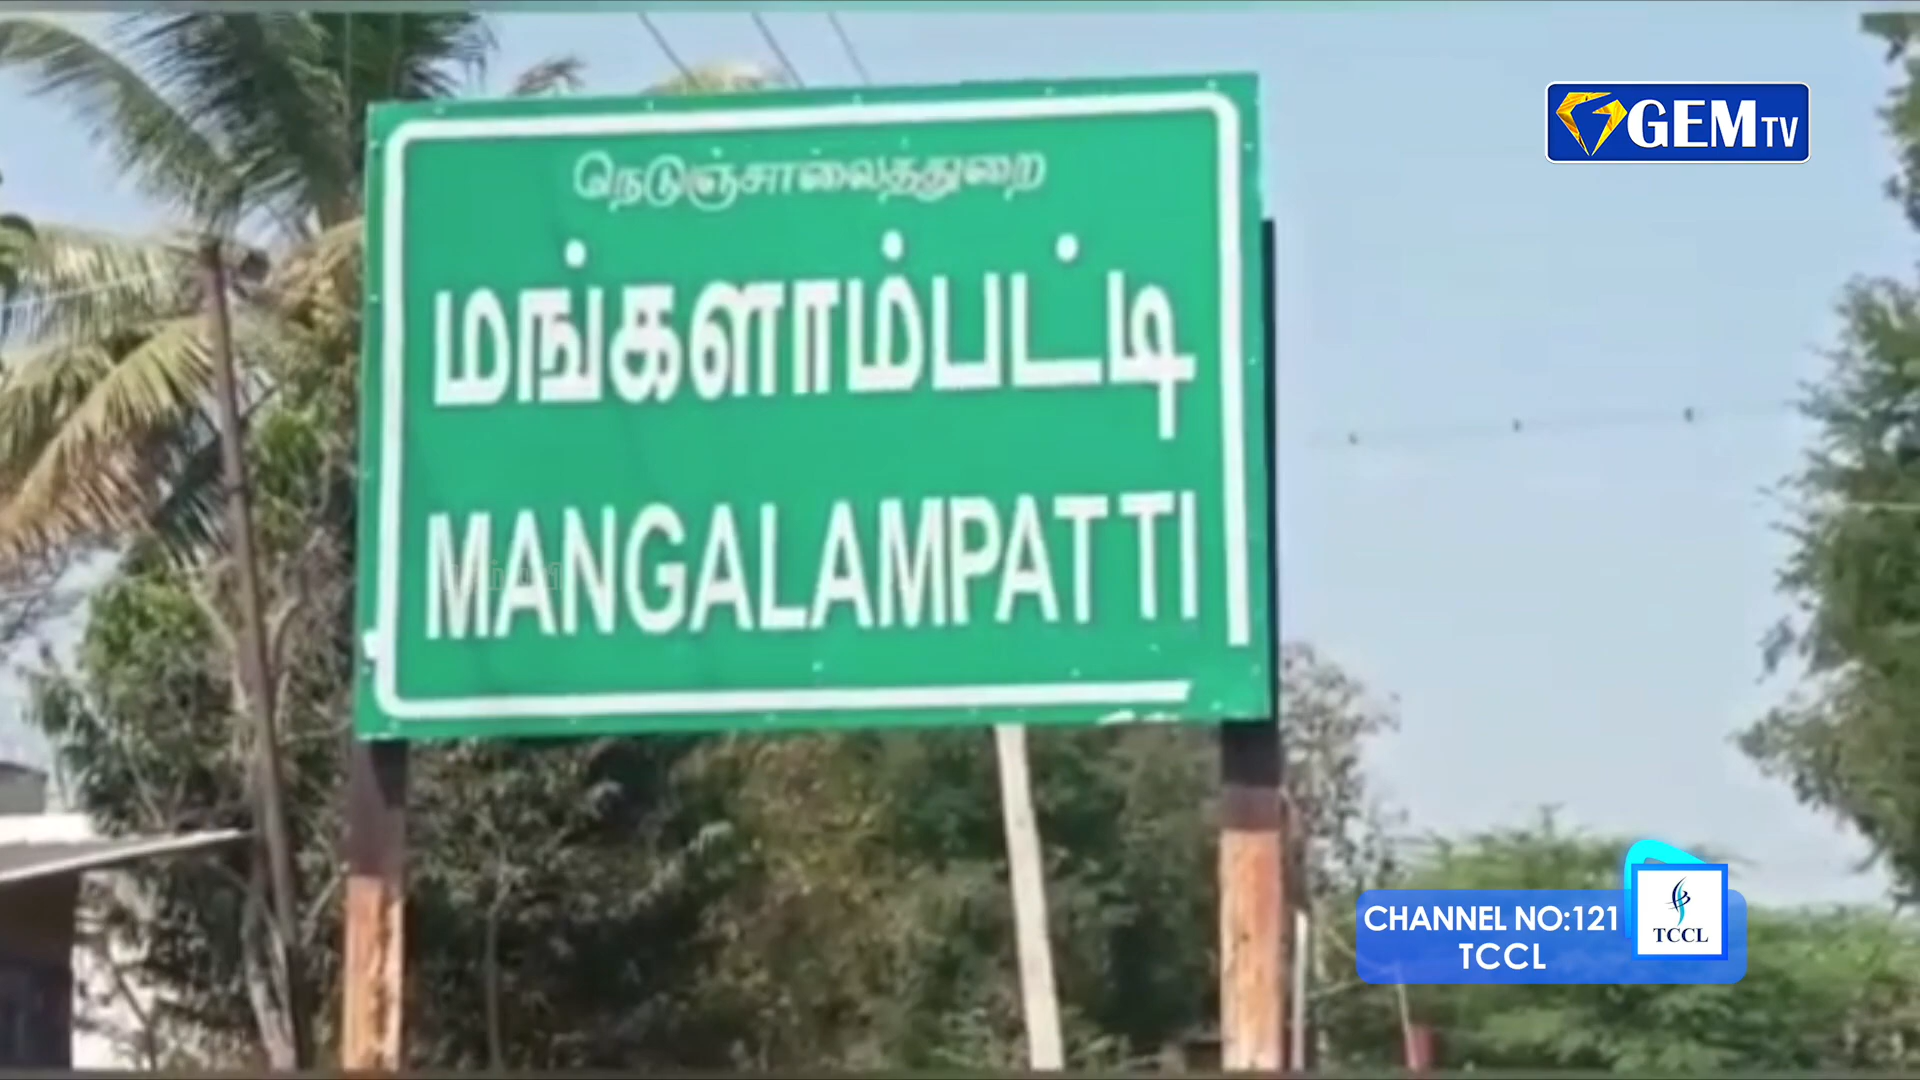 நெடுஞ்சாலைத்துறை
மங்களாம்பட்டி
MANGALAMPATTI
GEM TV
CHANNEL NO:121
TCCL
TCCL